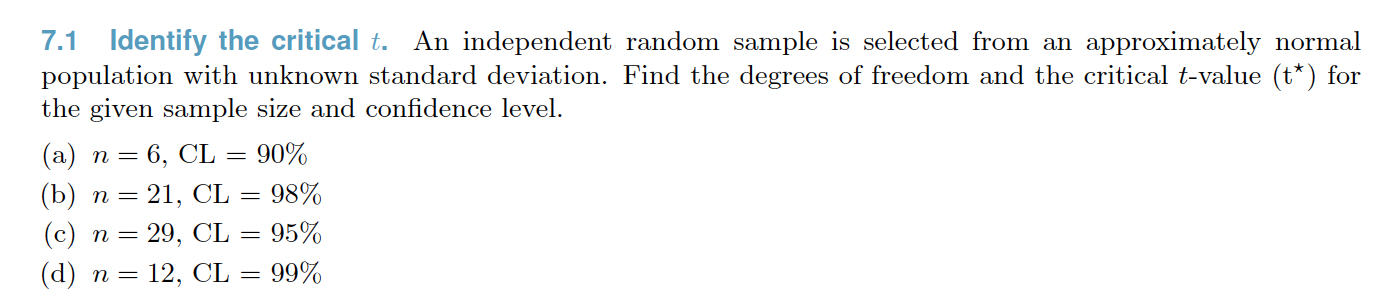 7.1 Identify the critical t. An independent random sample is selected from an approximately normal
population with unknown standard deviation. Find the degrees of freedom and the critical t-value (t⋆) for
the given sample size and confidence level.
(a) n = 6, CL = 90%
(b) n = 21, CL = 98%
(c) n = 29, CL = 95%
(d) n = 12, CL = 99%